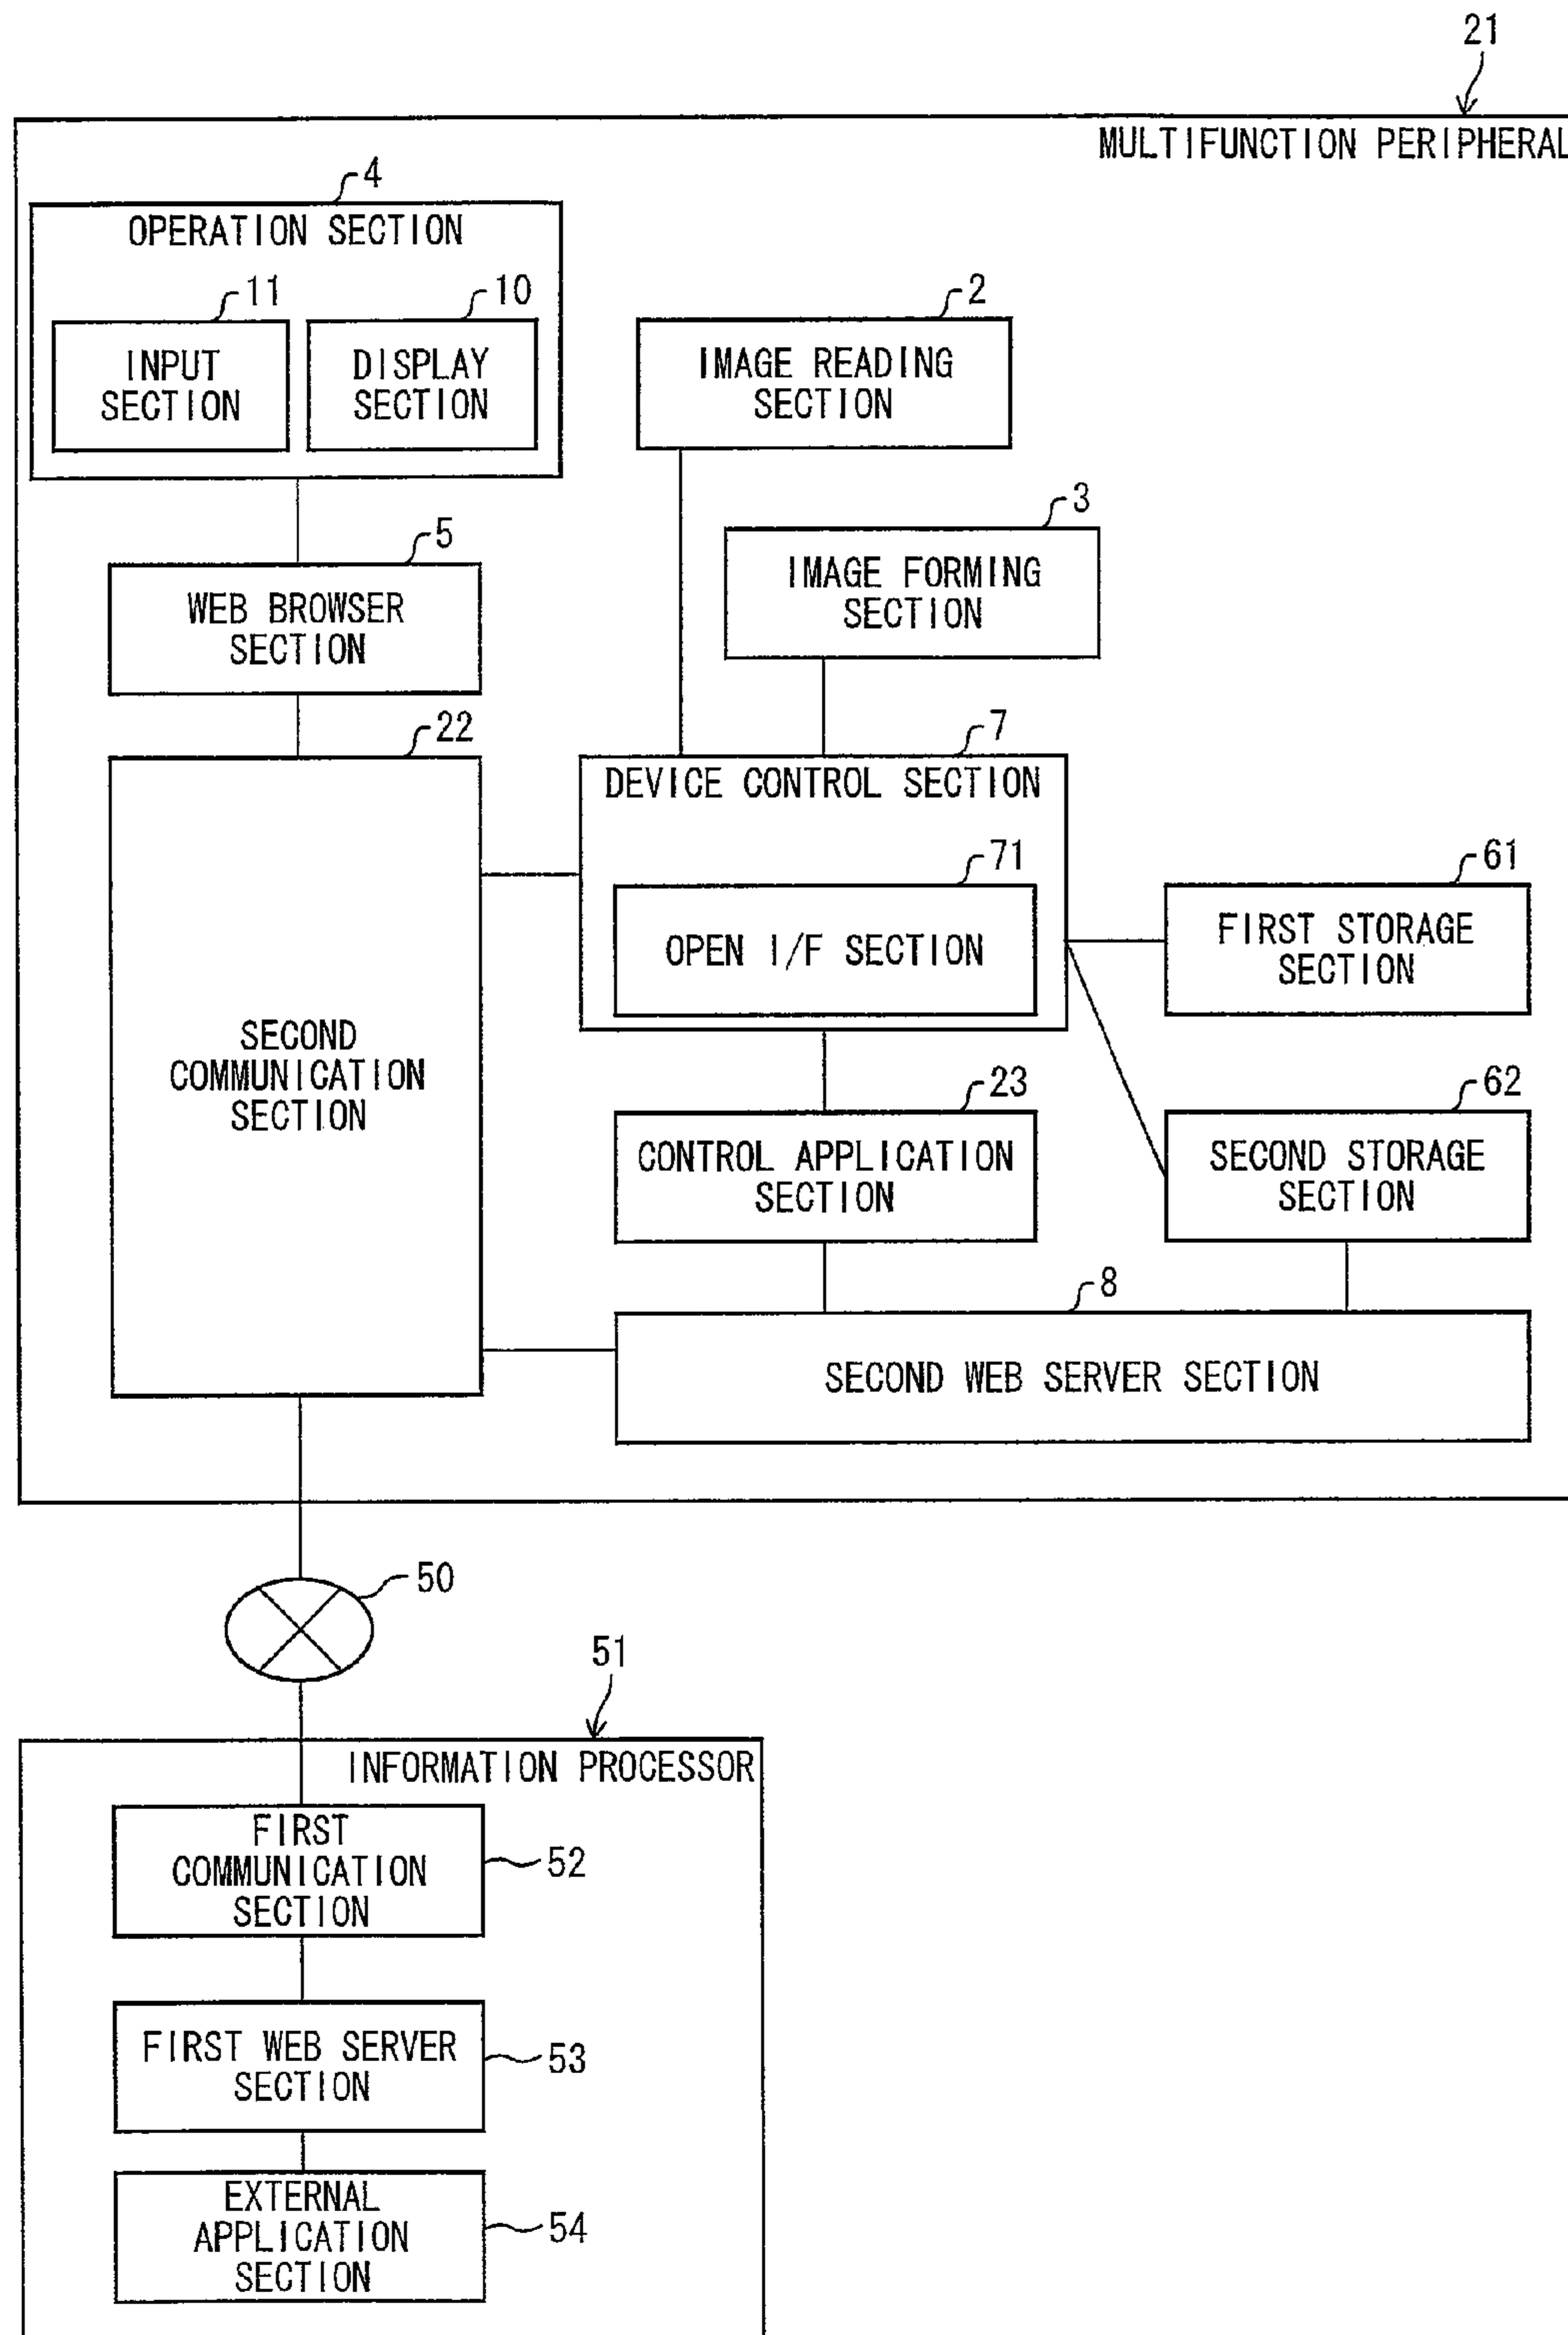 21
MULTIFUNCTION PERIPHERAL
4
OPERATION SECTION
11
INPUT
SECTION
10
DISPLAY
SECTION
2
IMAGE READING
SECTION
3
IMAGE FORMING
SECTION
5
WEB BROWSER
SECTION
22
SECOND
COMMUNICATION
SECTION
7
DEVICE CONTROL SECTION
71
OPEN I/F SECTION
61
FIRST STORAGE
SECTION
23
CONTROL APPLICATION
SECTION
62
SECOND STORAGE
SECTION
8
SECOND WEB SERVER SECTION
50
51
INFORMATION PROCESSOR
FIRST
COMMUNICATION
SECTION
52
FIRST WEB SERVER
SECTION
53
EXTERNAL
APPLICATION
SECTION
54